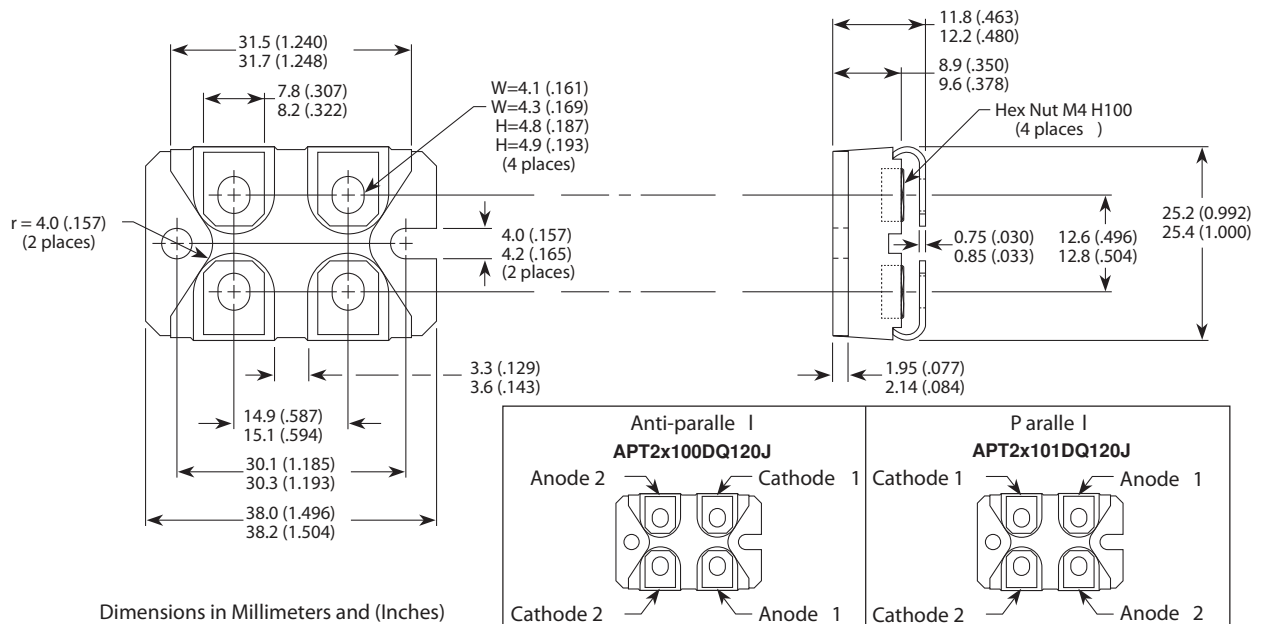 31.5 (1.240)
31.7 (1.248)
7.8 (.307)
8.2 (.322)
W=4.1 (.161)
W=4.3 (.169)
H=4.8 (.187)
H=4.9 (.193)
(4 places)
r = 4.0 (.157)
(2 places)
4.0 (.157)
4.2 (.165)
(2 places)
3.3 (.129)
3.6 (.143)
14.9 (.587)
15.1 (.594)
30.1 (1.185)
30.3 (1.193)
38.0 (1.496)
38.2 (1.504)
Dimensions in Millimeters and (Inches)
11.8 (.463)
12.2 (.480)
8.9 (.350)
9.6 (.378)
Hex Nut M4 H100
(4 places )
0.75 (.030)
0.85 (.033)
12.6 (.496)
12.8 (.504)
25.2 (0.992)
25.4 (1.000)
1.95 (.077)
2.14 (.084)
Anti-paralle l
APT2x100DQ120J
Anode 2
Cathode 1
Cathode 2
Anode 1
P aralle l
APT2x101DQ120J
Cathode 1
Anode 1
Cathode 2
Anode 2